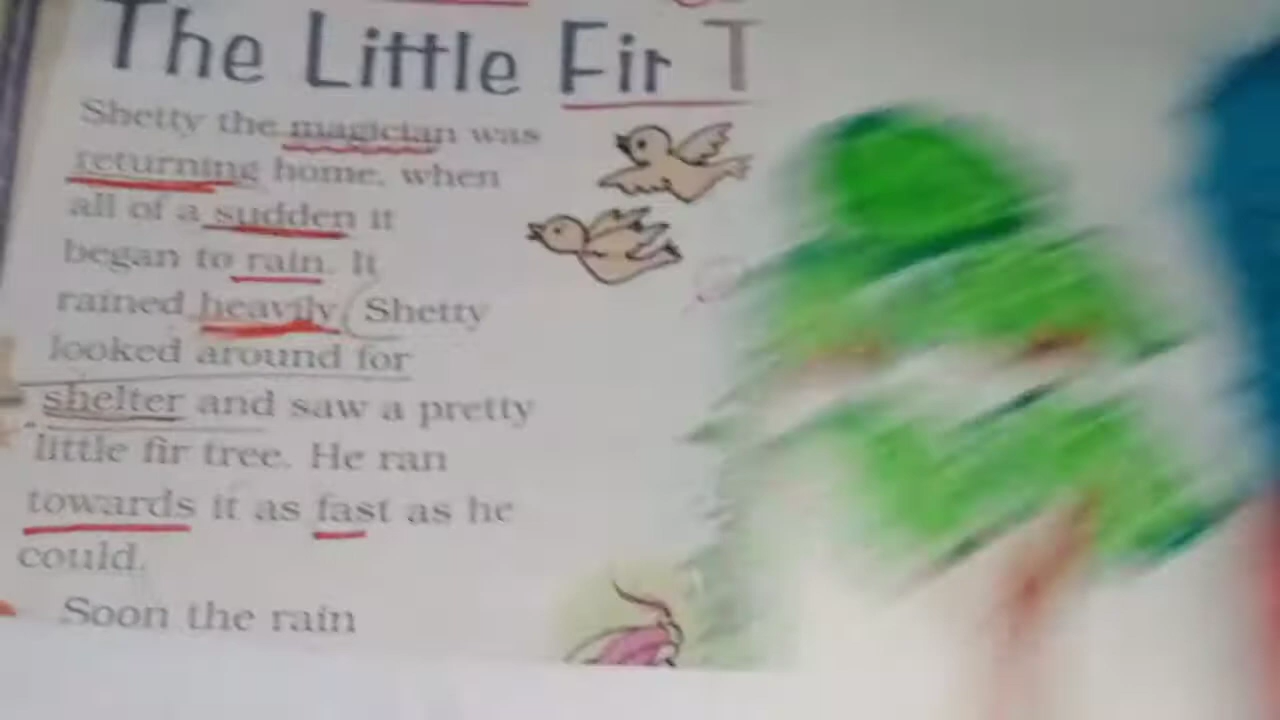 The Little Fir T
Shetty the magician was
returning home, when
all of a sudden it
began to rain. It
rained heavily. Shetty
looked around for
shelter and saw a pretty
little fir tree. He ran
towards it as fast as he
could.
Soon the rain